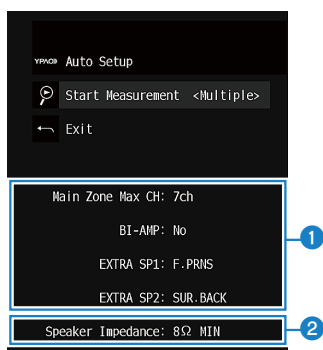 YPAO Auto Setup
Start Measurement <Multiple>
Exit
Main Zone Max CH: 7ch
BI-AMP: No
EXTRA SP1: F.PRNS
EXTRA SP2: SUR.BACK
1
Speaker Impedance: 8Ω MIN
2